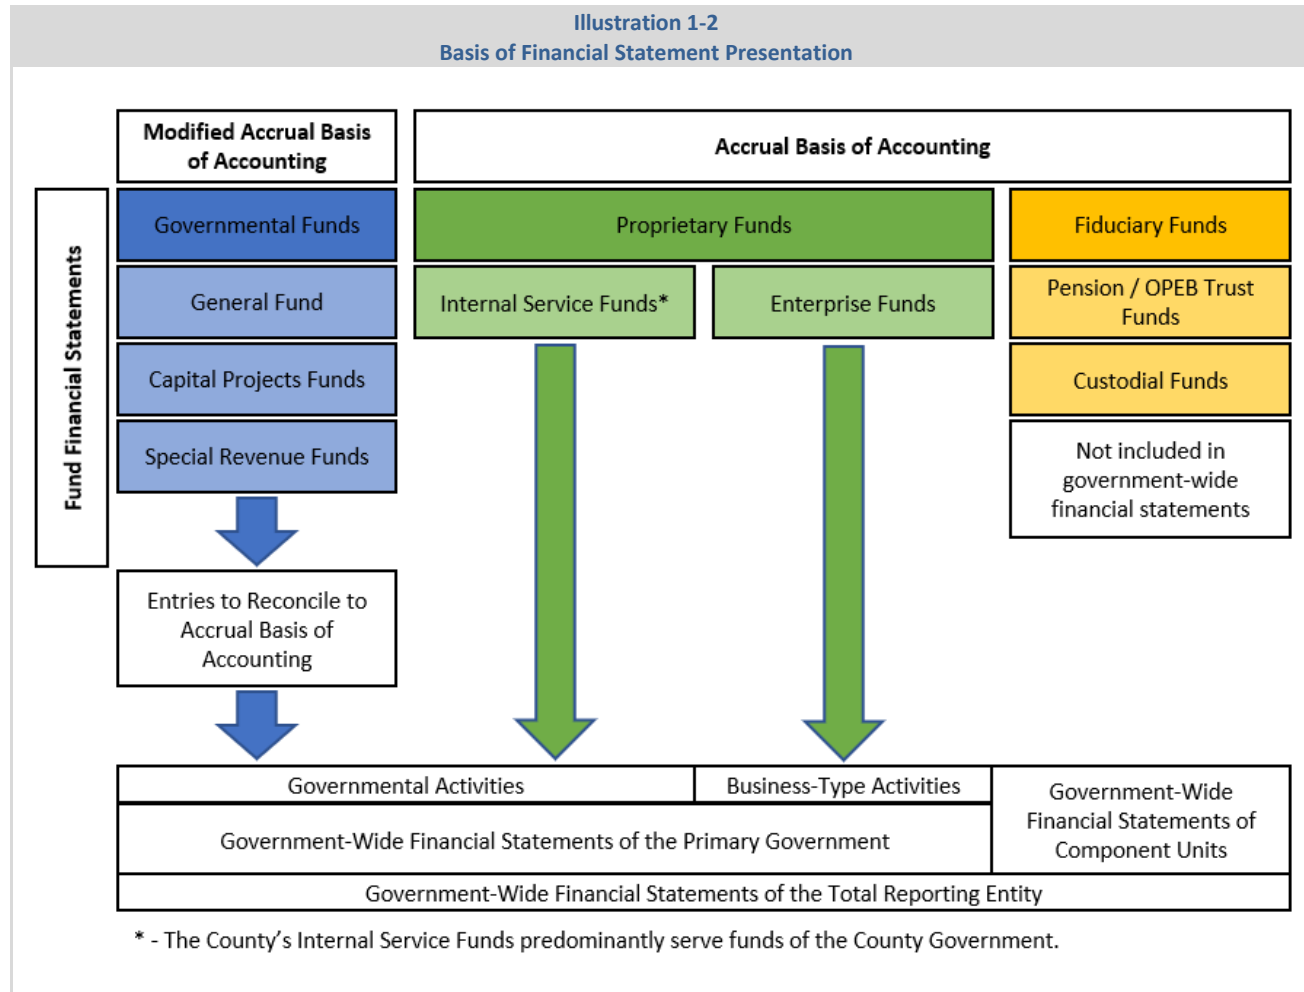 Illustration 1-2
Basis of Financial Statement Presentation
Modified Accrual Basis
of Accounting
Accrual Basis of Accounting
Fund Financial Statements
Governmental Funds
Proprietary Funds
Fiduciary Funds
General Fund
Internal Service Funds*
Enterprise Funds
Pension / OPEB Trust
Funds
Capital Projects Funds
Custodial Funds
Special Revenue Funds
Not included in
government-wide
financial statements
Entries to Reconcile to
Accrual Basis of
Accounting
Governmental Activities
Business-Type Activities
Government-Wide
Financial Statements of
Component Units
Government-Wide Financial Statements of the Primary Government
Government-Wide Financial Statements of the Total Reporting Entity
* - The County's Internal Service Funds predominantly serve funds of the County Government.